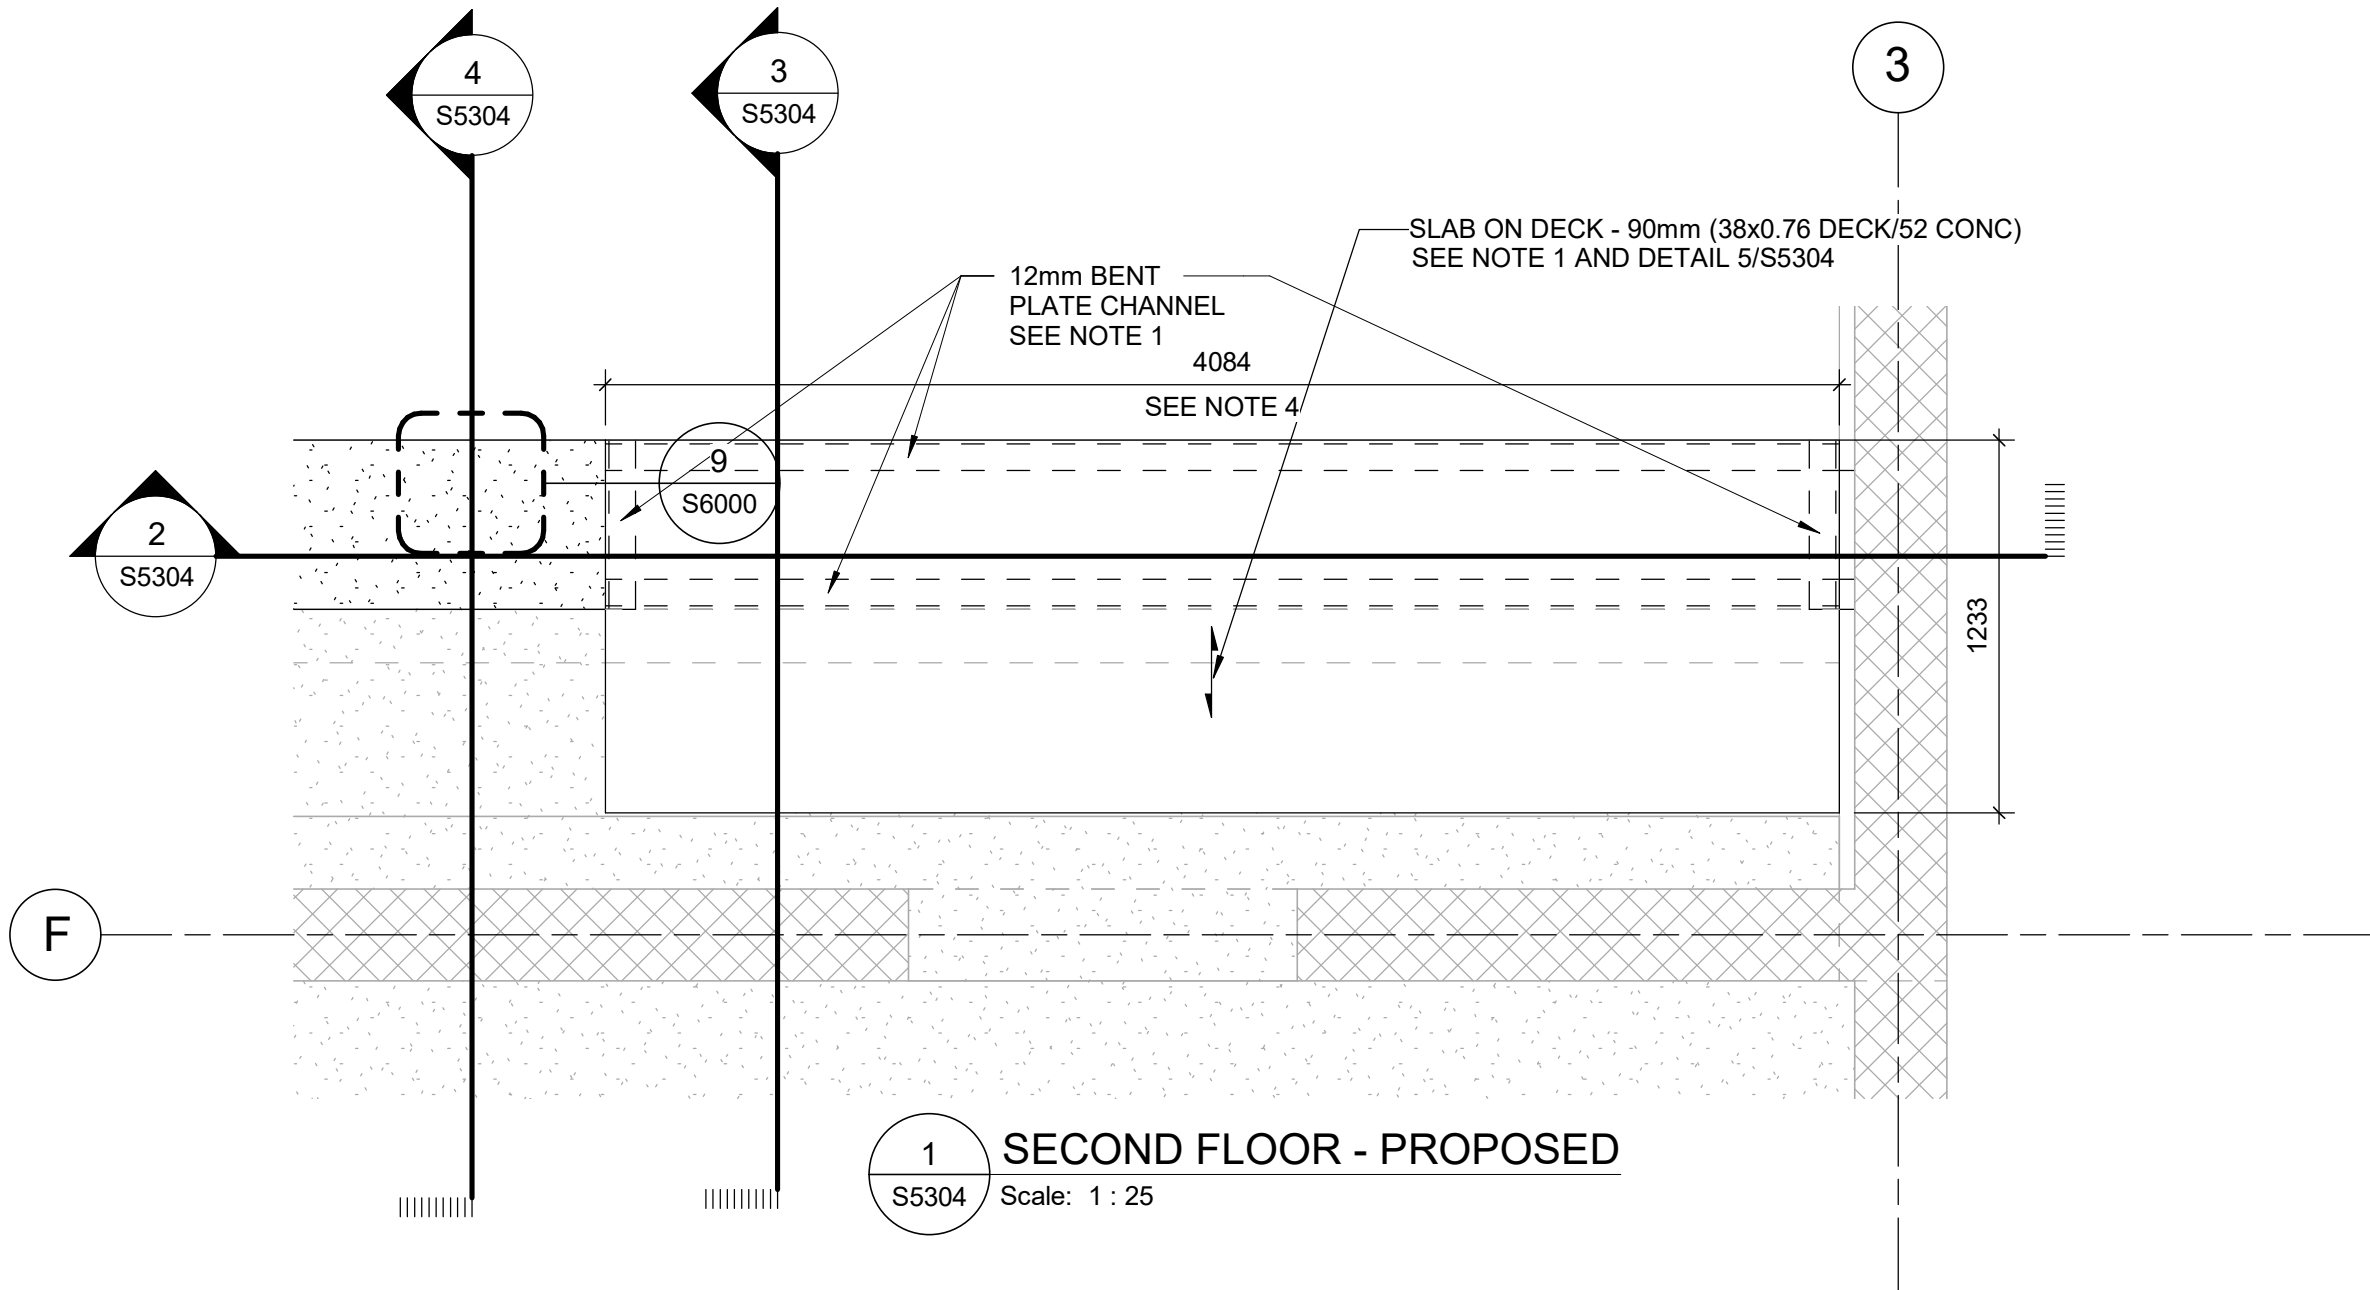 4
S5304
3
S5304
3
SLAB ON DECK - 90mm (38x0.76 DECK/52 CONC)
SEE NOTE 1 AND DETAIL 5/S5304
12mm BENT
PLATE CHANNEL
SEE NOTE 1
4084
SEE NOTE 4
9
S6000
2
S5304
1233
F
1
S5304
SECOND FLOOR - PROPOSED
Scale: 1 : 25